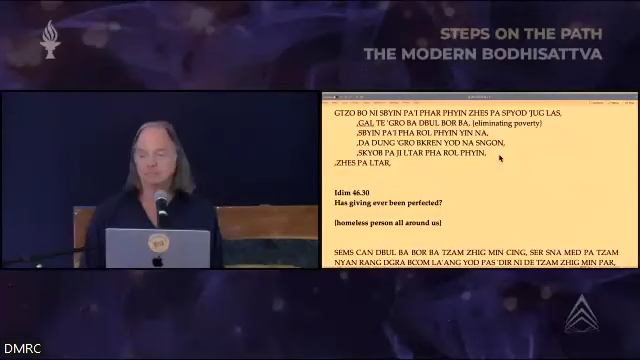 STEPS ON THE PATH
THE MODERN BODHISATTVA
GTZO BO NI SBYIN PA'I PHAR PHYIN ZHES PA SPYOD 'JUG LAS,
,GAL TE 'GRO BA DBUL BOR BA, {eliminating poverty}
,SBYIN PA'I PHA ROL PHYIN YIN NA,
,DA DUNG 'GRO BKREN YOD NA SNGON,
,SKYOB PA JI LTAR PHA ROL PHYIN,
,ZHES PA LTAR,
Idim 46.30
Has giving ever been perfected?
{homeless person all around us}
SEMS CAN DBUL BA BOR BA TZAM ZHIG MIN CING, SER SNA MED PA TZAM
NYAN RANG DGRA BCOM LA'ANG YOD PAS 'DIR NI DE TZAM ZHIG MIN PAR,
DMRC